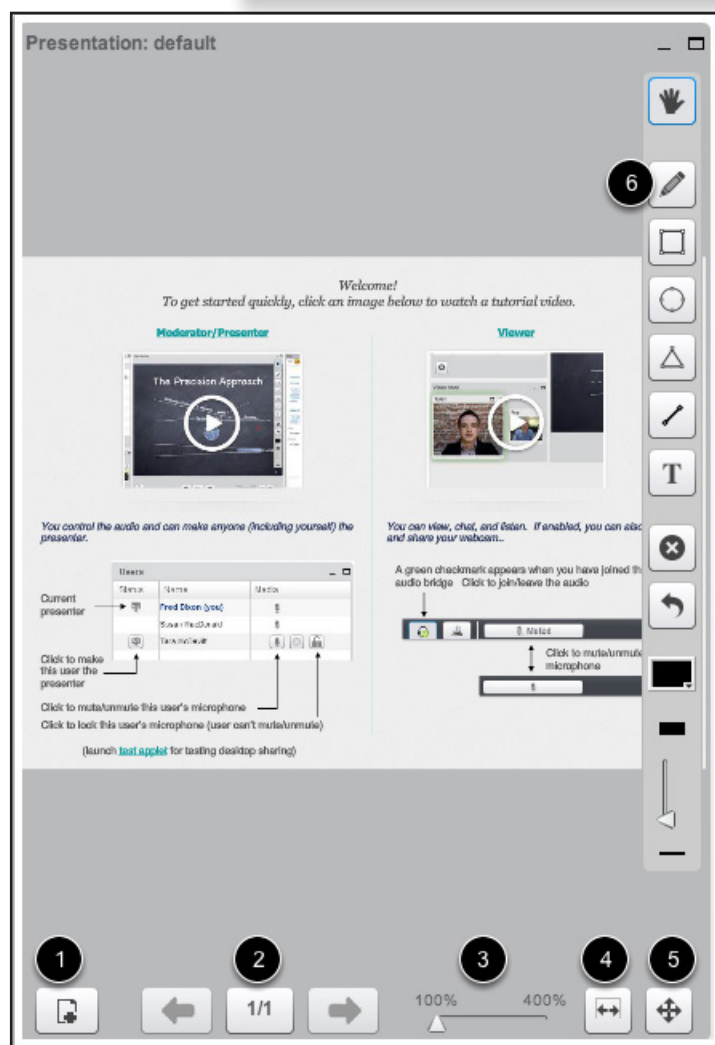 Presentation: default
6
Welcome!
To get started quickly, click an image below to watch a tutorial video.
Moderator/Presenter
Viewer
The Precision Approach
You control the audio and can make anyone (including yourself) the
presenter.
You can view, chat, and listen. If enabled, you can also
and share your webcam...
A green checkmark appears when you have joined th
audio bridge Click to join/leave the audio
Users
Status Name Media
Current
presenter
Fred Dixon (you)
Susan MacDonald
Tara McDevitt
Click to make
this user the
presenter
Click to mute/unmute this user's microphone
Click to lock this user's microphone (user can't mute/unmute)
(launch test applet for testing desktop sharing)
Muted
Click to mute/unmute
microphone
T
1
2
3
4
5
1/1
100% 400%